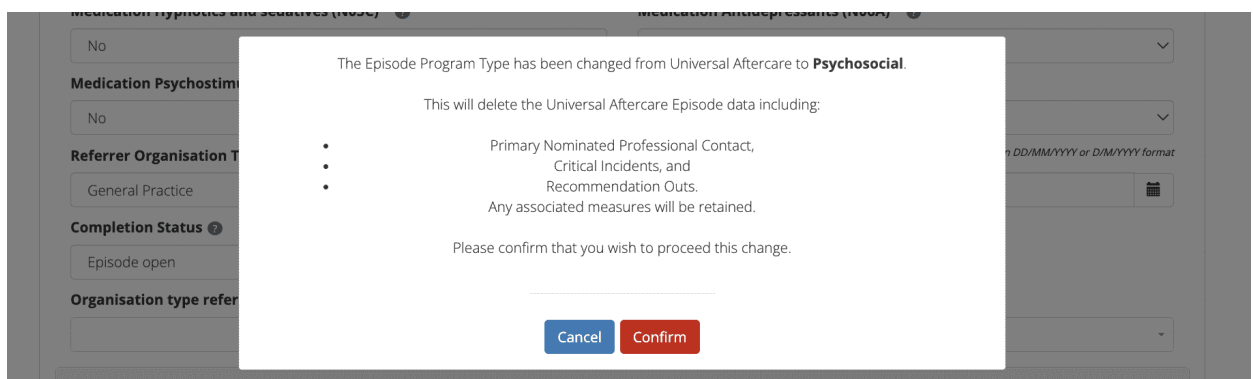 Medication Hypnotics and sedatives (N05C)
Medication Antidepressants (N06A)
No
The Episode Program Type has been changed from Universal Aftercare to Psychosocial.
Medication Psychostimu
This will delete the Universal Aftercare Episode data including:
No
• Primary Nominated Professional Contact,
Referrer Organisation T
DD/MM/YYYY or D/M/YYYY format
• Critical Incidents, and
• Recommendation Outs.
General Practice
Any associated measures will be retained.
Completion Status
Please confirm that you wish to proceed this change.
Episode open
Organisation type refer
Cancel
Confirm